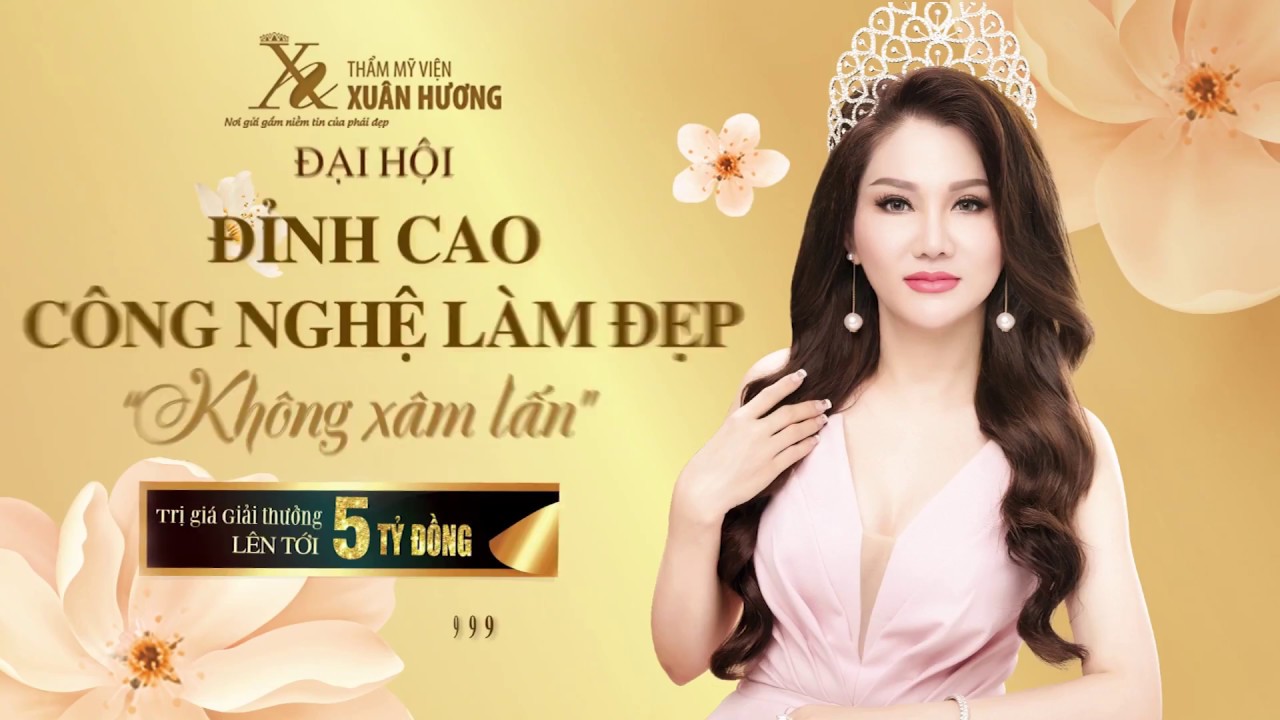 THẨM MỸ VIỆN
XUÂN HƯƠNG
Nơi gửi gắm niềm tin của phái đẹp
ĐẠI HỘI
ĐỈNH CAO
CÔNG NGHỆ LÀM ĐẸP
"Không xâm lấn"
Trị giá Giải thưởng
LÊN TỚI
5 TỶ ĐỒNG
999